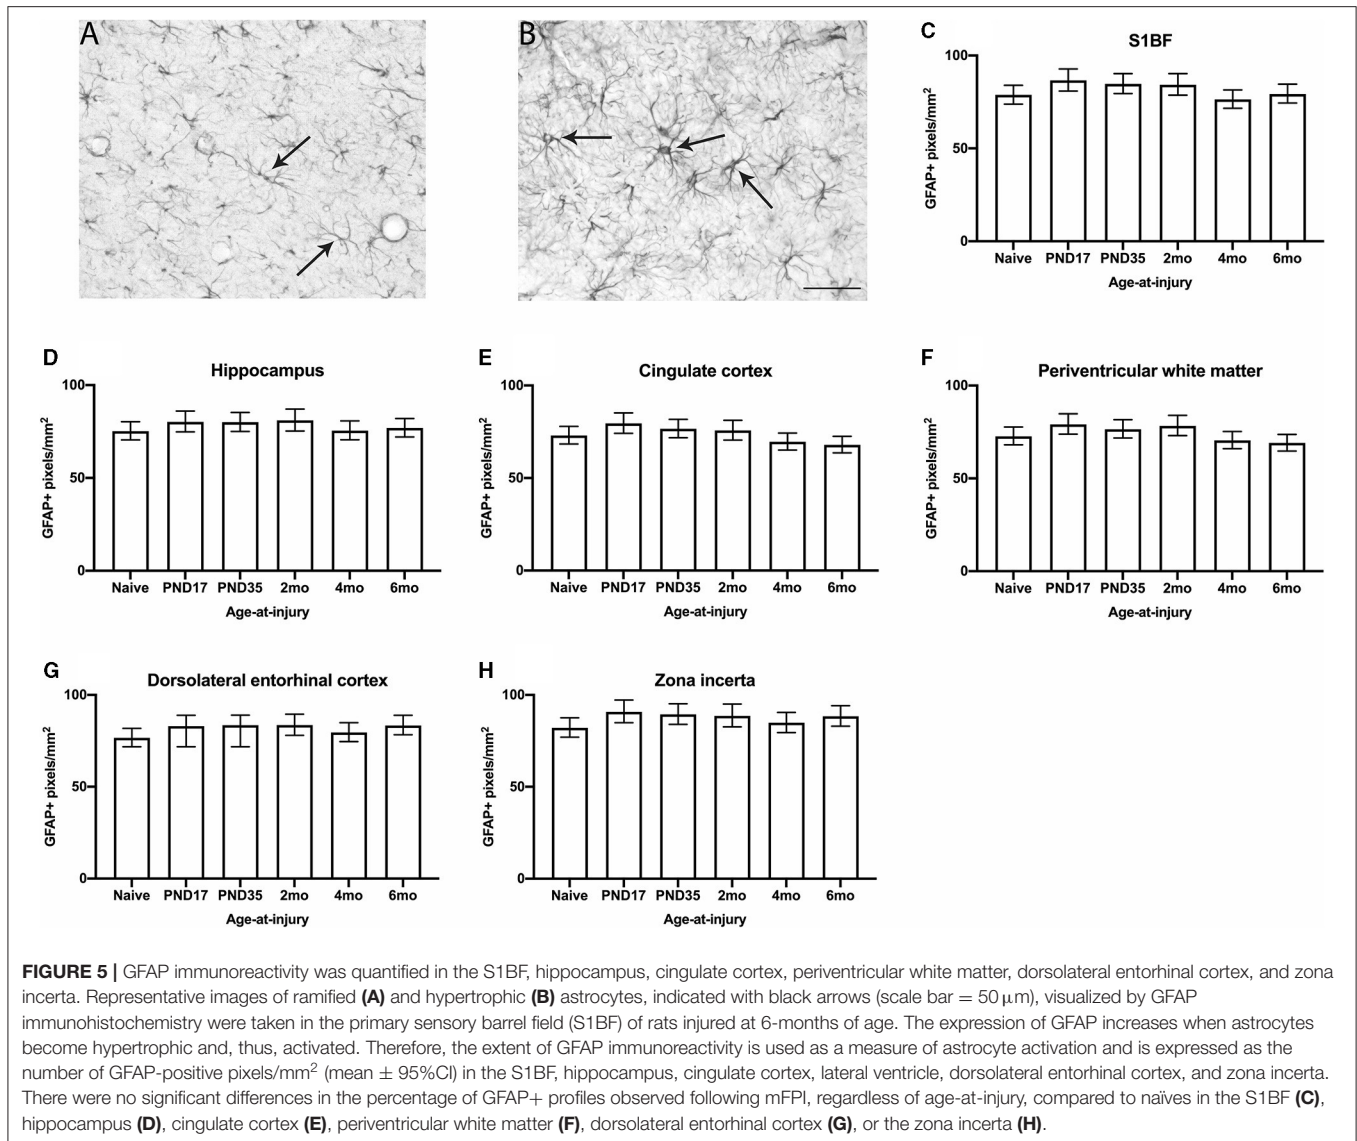 A
B
C
S1BF
100
50
0
GFAP+ pixels/mm²
Naive PND17 PND35 2mo 4mo 6mo
Age-at-injury
D
Hippocampus
100
50
0
GFAP+ pixels/mm²
Naive PND17 PND35 2mo 4mo 6mo
Age-at-injury
E
Cingulate cortex
100
50
0
GFAP+ pixels/mm²
Naive PND17 PND35 2mo 4mo 6mo
Age-at-injury
F
Periventricular white matter
100
50
0
GFAP+ pixels/mm²
Naive PND17 PND35 2mo 4mo 6mo
Age-at-injury
G
Dorsolateral entorhinal cortex
100
50
0
GFAP+ pixels/mm²
Naive PND17 PND35 2mo 4mo 6mo
Age-at-injury
H
Zona incerta
100
50
0
GFAP+ pixels/mm²
Naive PND17 PND35 2mo 4mo 6mo
Age-at-injury
FIGURE 5 | GFAP immunoreactivity was quantified in the S1BF, hippocampus, cingulate cortex, periventricular white matter, dorsolateral entorhinal cortex, and zona
incerta. Representative images of ramified (A) and hypertrophic (B) astrocytes, indicated with black arrows (scale bar = 50 μm), visualized by GFAP
immunohistochemistry were taken in the primary sensory barrel field (S1BF) of rats injured at 6-months of age. The expression of GFAP increases when astrocytes
become hypertrophic and, thus, activated. Therefore, the extent of GFAP immunoreactivity is used as a measure of astrocyte activation and is expressed as the
number of GFAP-positive pixels/mm² (mean ± 95%CI) in the S1BF, hippocampus, cingulate cortex, lateral ventricle, dorsolateral entorhinal cortex, and zona incerta.
There were no significant differences in the percentage of GFAP+ profiles observed following mFPI, regardless of age-at-injury, compared to naïves in the S1BF (C),
hippocampus (D), cingulate cortex (E), periventricular white matter (F), dorsolateral entorhinal cortex (G), or the zona incerta (H).